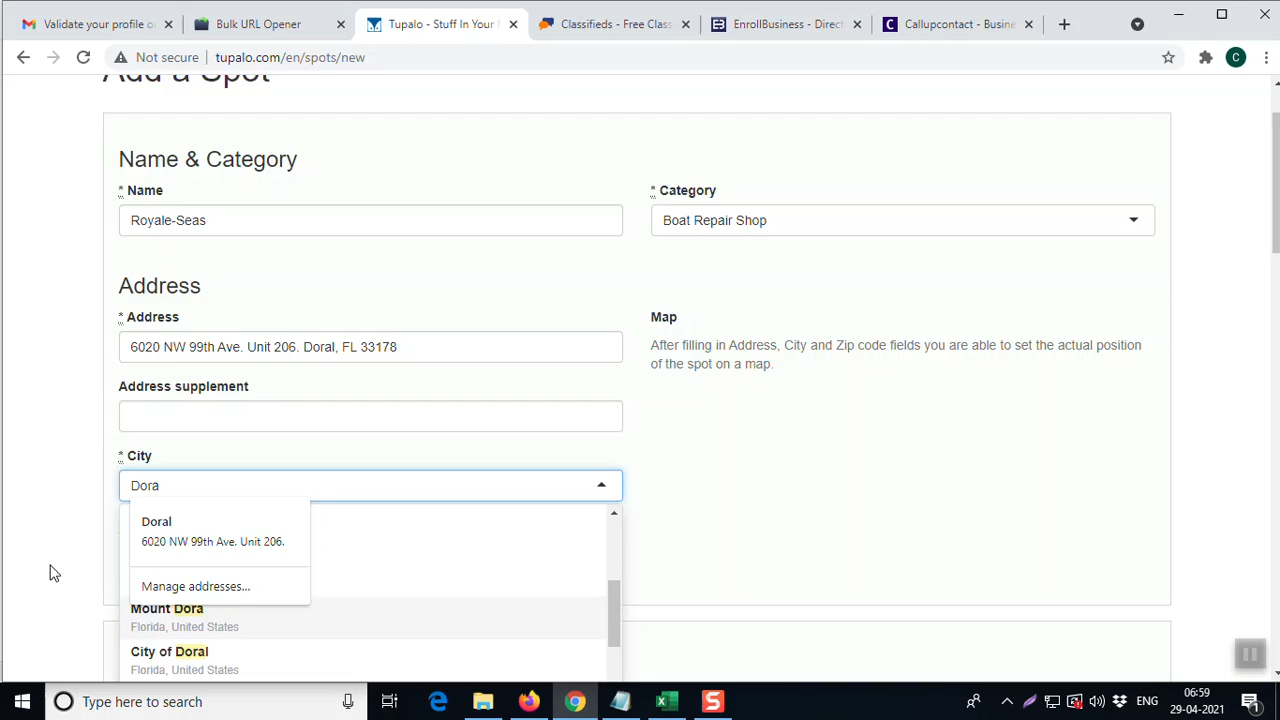 Validate your profile o
Bulk URL Opener
Tupalo - Stuff In Your
Classifieds - Free Clas
EnrollBusiness - Direct
Callupcontact - Busine
Not secure
tupalo.com/en/spots/new
C
Add a Spot
Name & Category
* Name
* Category
Royale-Seas
Boat Repair Shop
Address
* Address
Map
6020 NW 99th Ave. Unit 206. Doral, FL 33178
After filling in Address, City and Zip code fields you are able to set the actual position
of the spot on a map.
Address supplement
* City
Dora
Doral
6020 NW 99th Ave. Unit 206.
Manage addresses...
Mount Dora
Florida, United States
City of Doral
Florida, United States
Type here to search
ENG
06:59
29-04-2021
1